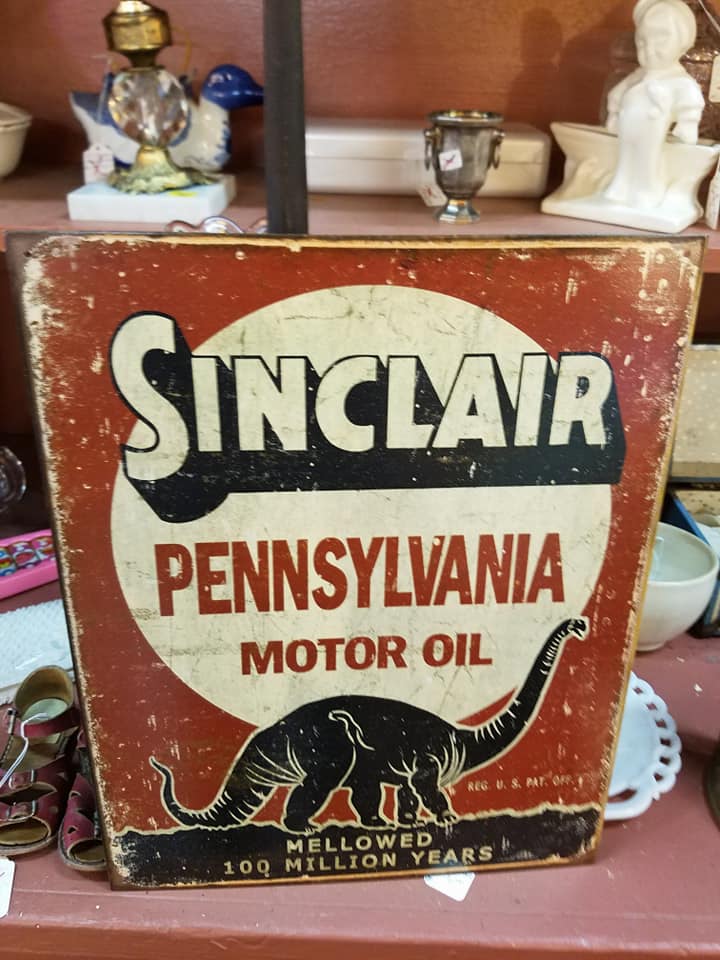 SINCLAIR
PENNSYLVANIA
MOTOR OIL
REG. U. S. PAT. OFF.
MELLOWED
100 MILLION YEARS